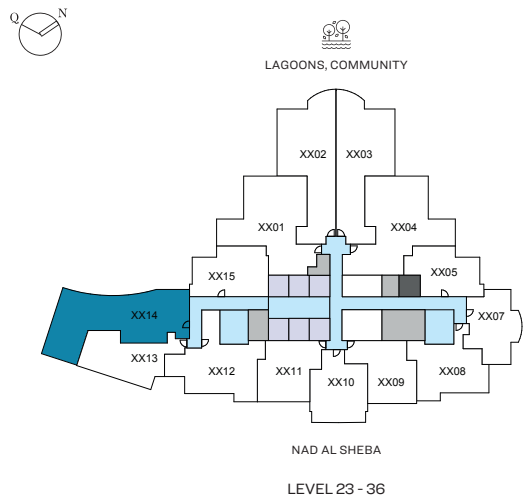 Q N
LAGOONS, COMMUNITY
XX02 XX03
XX01 XX04
XX15 XX05
XX14 XX07
XX13 XX12 XX11 XX10 XX09 XX08
NAD AL SHEBA
LEVEL 23 - 36